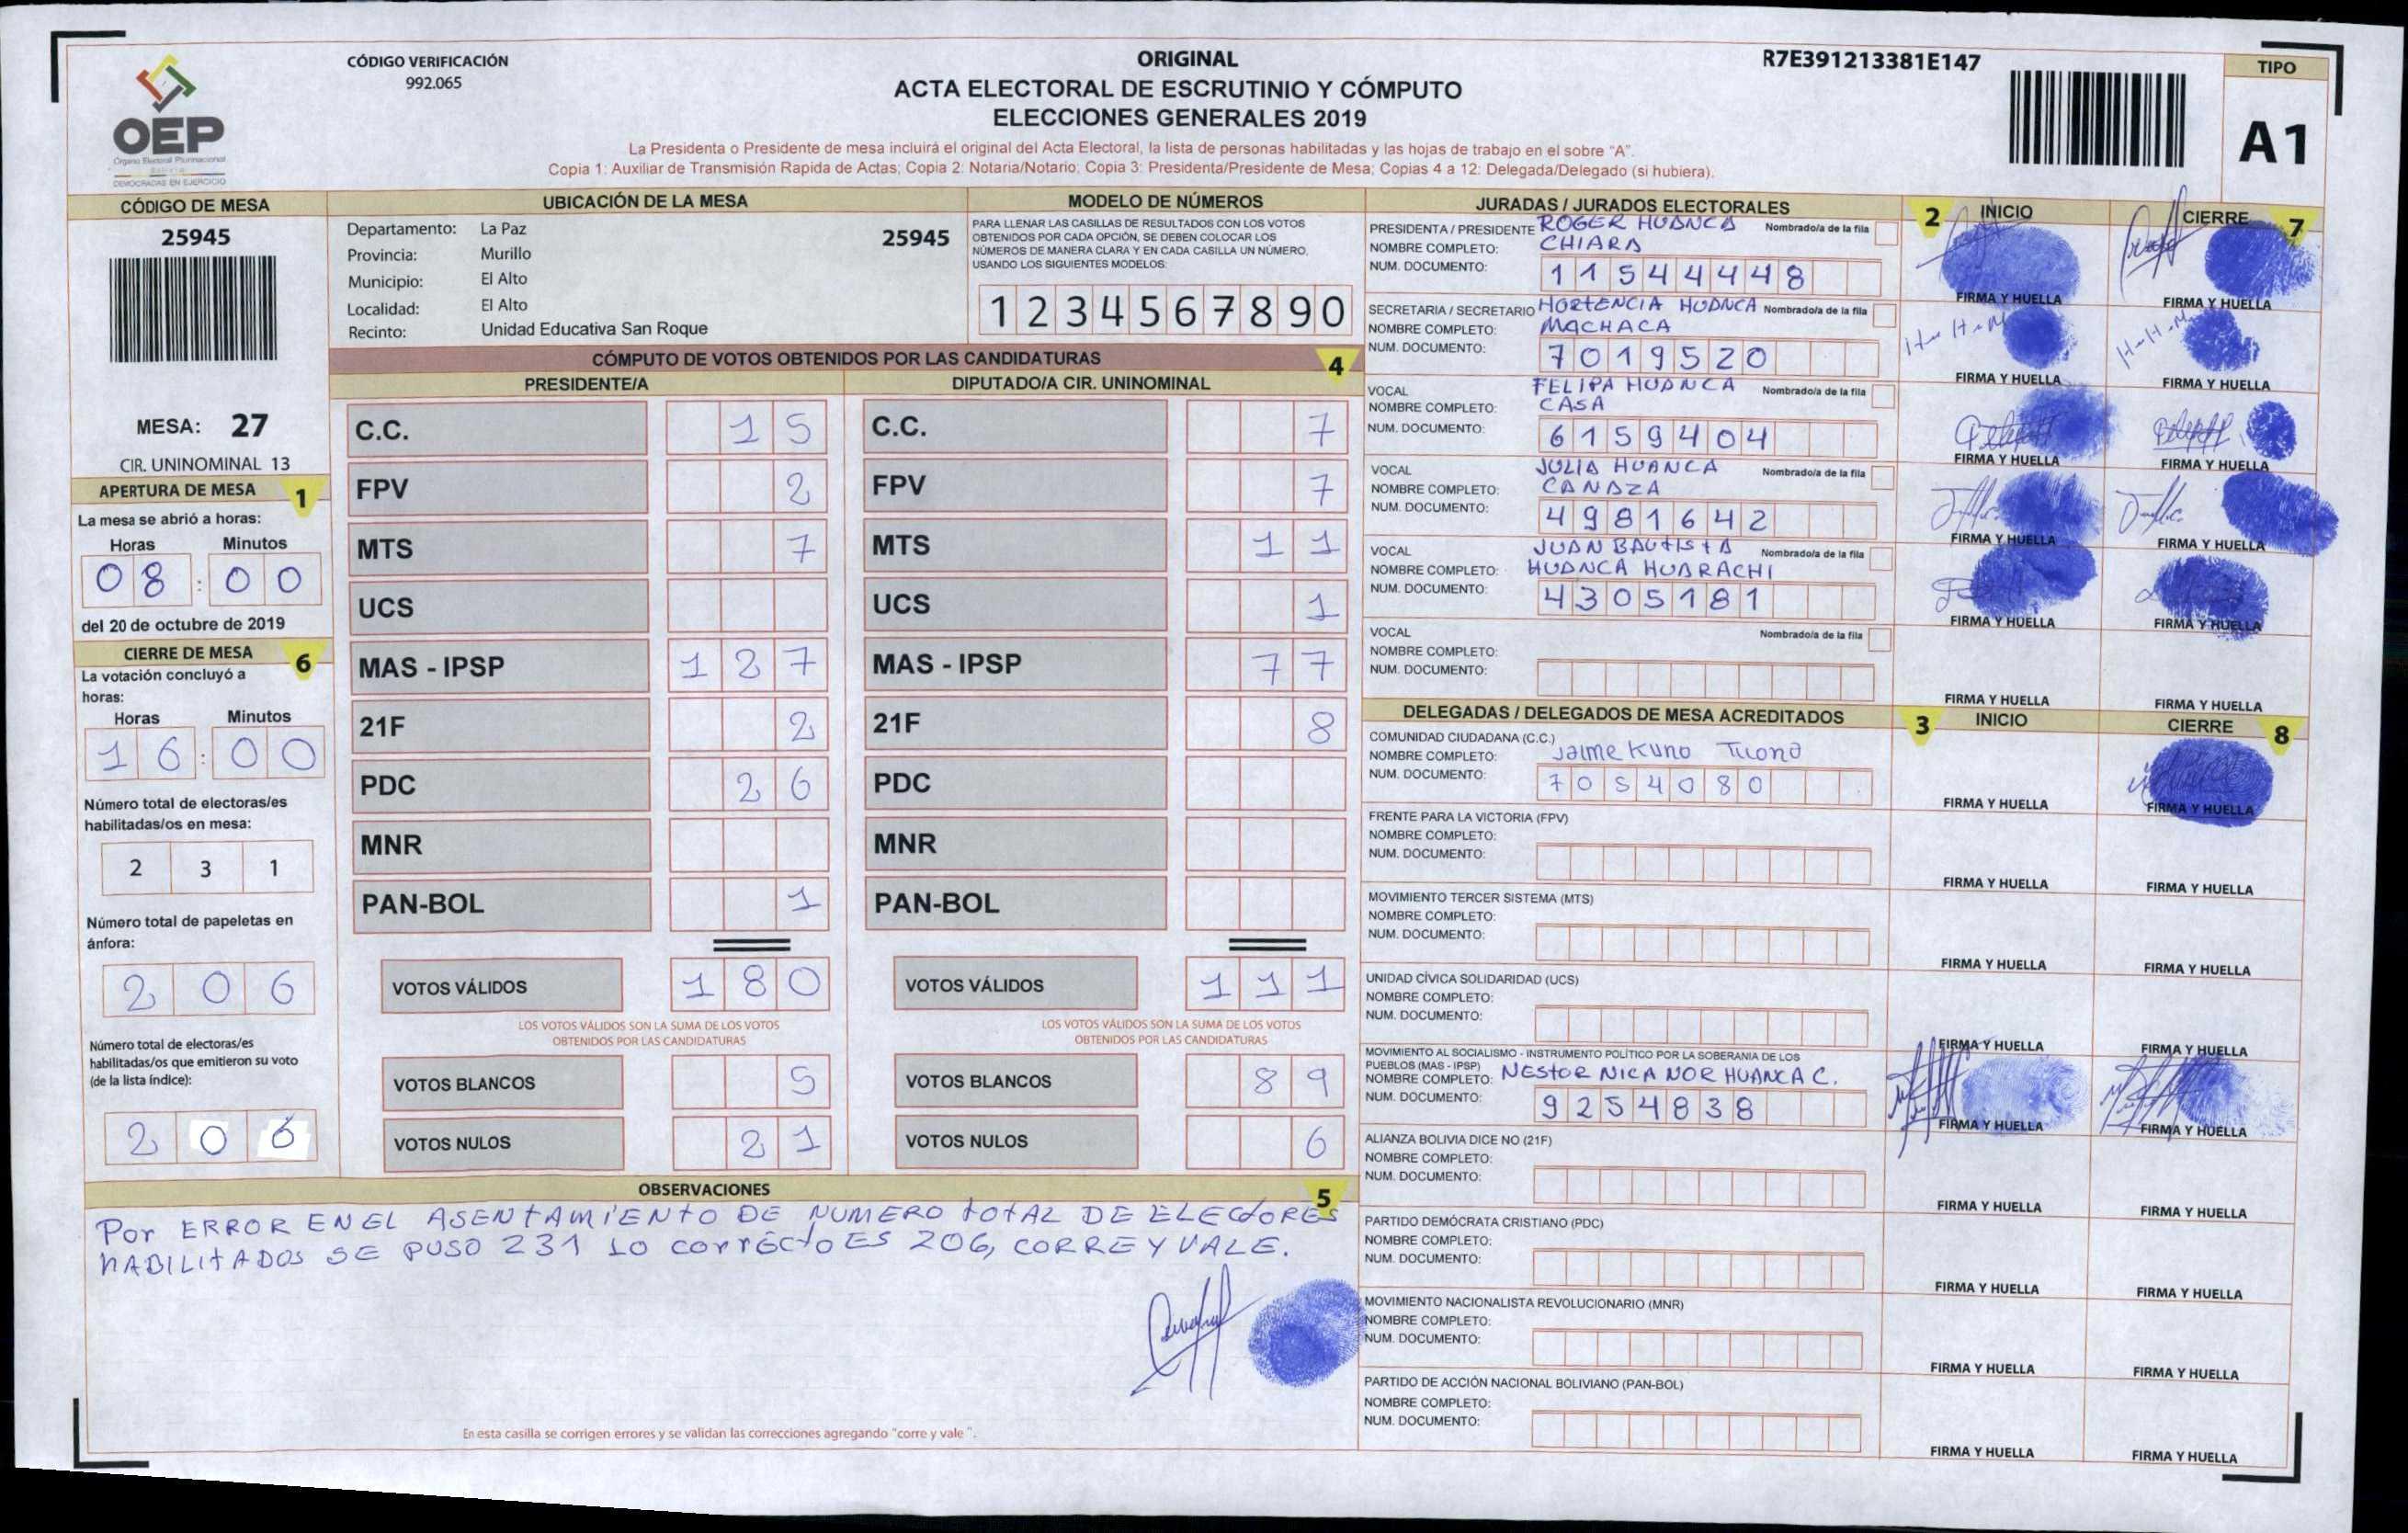 CÓDIGO VERIFICACIÓN
992.065
ORIGINAL
ACTA ELECTORAL DE ESCRUTINIO Y CÓMPUTO
ELECCIONES GENERALES 2019
La Presidenta o Presidente de mesa incluirá el original del Acta Electoral, la lista de personas habilitadas y las hojas de trabajo en el sobre "A".
Copia 1: Auxiliar de Transmisión Rapida de Actas; Copia 2: Notaria/Notario; Copia 3: Presidenta/Presidente de Mesa; Copias 4 a 12: Delegada/Delegado (si hubiera).
R7E391213381E147
TIPO
A1
OEP
Órgano Electoral Plurinacional
DEMOCRACIAS EN EJERCICIO
CÓDIGO DE MESA
25945
MESA: 27
CIR. UNINOMINAL 13
APERTURA DE MESA 1
La mesa se abrió a horas:
Horas Minutos
08 : 00
del 20 de octubre de 2019
CIERRE DE MESA 6
La votación concluyó a
horas:
Horas Minutos
16 : 00
Número total de electoras/es
habilitadas/os en mesa:
2 3 1
Número total de papeletas en
ánfora:
2 0 6
Número total de electoras/es
habilitadas/os que emitieron su voto
(de la lista índice):
2 0 6
UBICACIÓN DE LA MESA
Departamento: La Paz 25945
Provincia: Murillo
Municipio: El Alto
Localidad: El Alto
Recinto: Unidad Educativa San Roque
MODELO DE NÚMEROS
PARA LLENAR LAS CASILLAS DE RESULTADOS CON LOS VOTOS
OBTENIDOS POR CADA OPCIÓN, SE DEBEN COLOCAR LOS
NÚMEROS DE MANERA CLARA Y EN CADA CASILLA UN NÚMERO,
USANDO LOS SIGUIENTES MODELOS:
1 2 3 4 5 6 7 8 9 0
CÓMPUTO DE VOTOS OBTENIDOS POR LAS CANDIDATURAS 4
PRESIDENTE/A DIPUTADO/A CIR. UNINOMINAL
C.C. 15 C.C. 7
FPV 2 FPV 7
MTS 7 MTS 11
UCS UCS 1
MAS - IPSP 127 MAS - IPSP 77
21F 2 21F 8
PDC 26 PDC
MNR MNR
PAN-BOL 1 PAN-BOL
VOTOS VÁLIDOS 180 VOTOS VÁLIDOS 111
LOS VOTOS VÁLIDOS SON LA SUMA DE LOS VOTOS LOS VOTOS VÁLIDOS SON LA SUMA DE LOS VOTOS
OBTENIDOS POR LAS CANDIDATURAS OBTENIDOS POR LAS CANDIDATURAS
VOTOS BLANCOS 5 VOTOS BLANCOS 89
VOTOS NULOS 21 VOTOS NULOS 6
OBSERVACIONES 5
Por ERROR EN EL ASENTAMIENTO DE NUMERO TOTAL DE ELECTORES
HABILITADOS SE PUSO 231 LO correcto ES 206, CORRE Y VALE.
En esta casilla se corrigen errores y se validan las correcciones agregando "corre y vale ".
JURADAS / JURADOS ELECTORALES 2 INICIO CIERRE 7
PRESIDENTA / PRESIDENTE ROGER HUANCA Nombrado/a de la fila
NOMBRE COMPLETO: CHIARA
NUM. DOCUMENTO: 11544448
FIRMA Y HUELLA FIRMA Y HUELLA
SECRETARIA / SECRETARIO HORTENCIA HUANCA Nombrado/a de la fila
NOMBRE COMPLETO: MACHACA
NUM. DOCUMENTO: 7019520
H-H-M H-H-M
FIRMA Y HUELLA FIRMA Y HUELLA
VOCAL FELIPA HUANCA Nombrado/a de la fila
NOMBRE COMPLETO: CASA
NUM. DOCUMENTO: 6159404
FIRMA Y HUELLA FIRMA Y HUELLA
VOCAL JULIA HUANCA Nombrado/a de la fila
NOMBRE COMPLETO: CANAZA
NUM. DOCUMENTO: 4981642
FIRMA Y HUELLA FIRMA Y HUELLA
VOCAL JUAN BAUTISTA Nombrado/a de la fila
NOMBRE COMPLETO: HUANCA HUARACHI
NUM. DOCUMENTO: 4305181
FIRMA Y HUELLA FIRMA Y HUELLA
VOCAL Nombrado/a de la fila
NOMBRE COMPLETO:
NUM. DOCUMENTO:
FIRMA Y HUELLA FIRMA Y HUELLA
DELEGADAS / DELEGADOS DE MESA ACREDITADOS 3 INICIO CIERRE 8
COMUNIDAD CIUDADANA (C.C.)
NOMBRE COMPLETO: Jaime Kuno Ticona
NUM. DOCUMENTO: 7054080
FIRMA Y HUELLA FIRMA Y HUELLA
FRENTE PARA LA VICTORIA (FPV)
NOMBRE COMPLETO:
NUM. DOCUMENTO:
FIRMA Y HUELLA FIRMA Y HUELLA
MOVIMIENTO TERCER SISTEMA (MTS)
NOMBRE COMPLETO:
NUM. DOCUMENTO:
FIRMA Y HUELLA FIRMA Y HUELLA
UNIDAD CÍVICA SOLIDARIDAD (UCS)
NOMBRE COMPLETO:
NUM. DOCUMENTO:
FIRMA Y HUELLA FIRMA Y HUELLA
MOVIMIENTO AL SOCIALISMO - INSTRUMENTO POLÍTICO POR LA SOBERANIA DE LOS
PUEBLOS (MAS - IPSP)
NOMBRE COMPLETO: NESTOR NICANOR HUANCA C.
NUM. DOCUMENTO: 9254838
FIRMA Y HUELLA FIRMA Y HUELLA
ALIANZA BOLIVIA DICE NO (21F)
NOMBRE COMPLETO:
NUM. DOCUMENTO:
FIRMA Y HUELLA FIRMA Y HUELLA
PARTIDO DEMÓCRATA CRISTIANO (PDC)
NOMBRE COMPLETO:
NUM. DOCUMENTO:
FIRMA Y HUELLA FIRMA Y HUELLA
MOVIMIENTO NACIONALISTA REVOLUCIONARIO (MNR)
NOMBRE COMPLETO:
NUM. DOCUMENTO:
FIRMA Y HUELLA FIRMA Y HUELLA
PARTIDO DE ACCIÓN NACIONAL BOLIVIANO (PAN-BOL)
NOMBRE COMPLETO:
NUM. DOCUMENTO:
FIRMA Y HUELLA FIRMA Y HUELLA